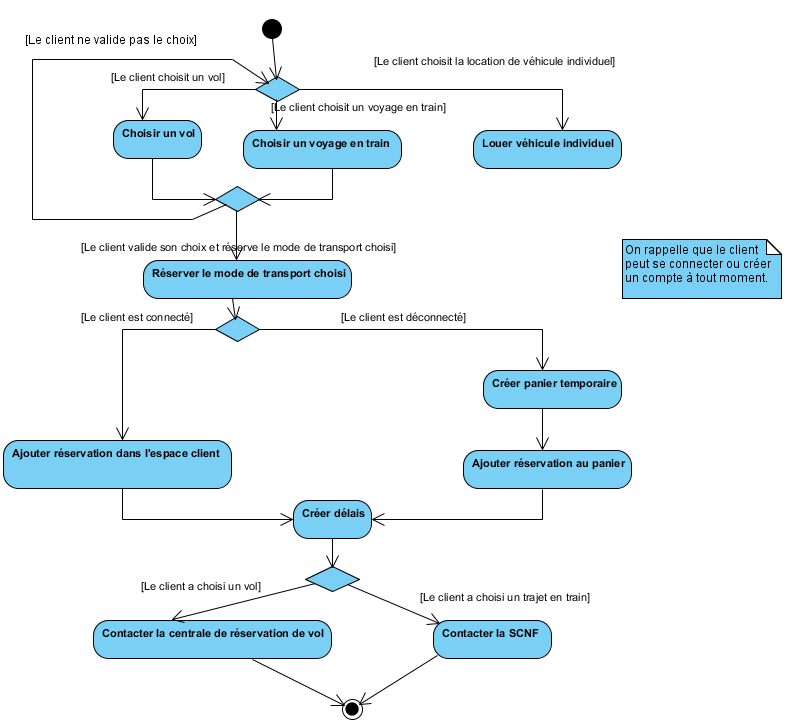 [Le client ne valide pas le choix]
[Le client choisit la location de véhicule individuel]
[Le client choisit un vol]
[Le client choisit un voyage en train]
Choisir un vol
Choisir un voyage en train
Louer véhicule individuel
[Le client valide son choix et réserve le mode de transport choisi]
On rappelle que le client
peut se connecter ou créer
un compte à tout moment.
Réserver le mode de transport choisi
[Le client est connecté]
[Le client est déconnecté]
Créer panier temporaire
Ajouter réservation dans l'espace client
Ajouter réservation au panier
Créer délais
[Le client a choisi un vol]
[Le client a choisi un trajet en train]
Contacter la centrale de réservation de vol
Contacter la SCNF